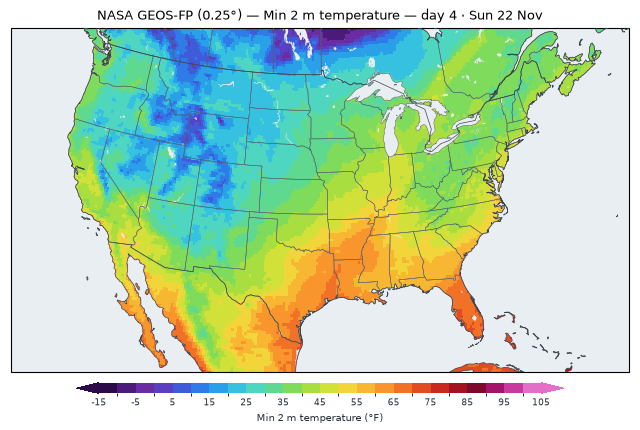 NASA GEOS-FP (0.25°) — Min 2 m temperature — day 4 · Sun 22 Nov
-15 -5 5 15 25 35 45 55 65 75 85 95 105
Min 2 m temperature (°F)